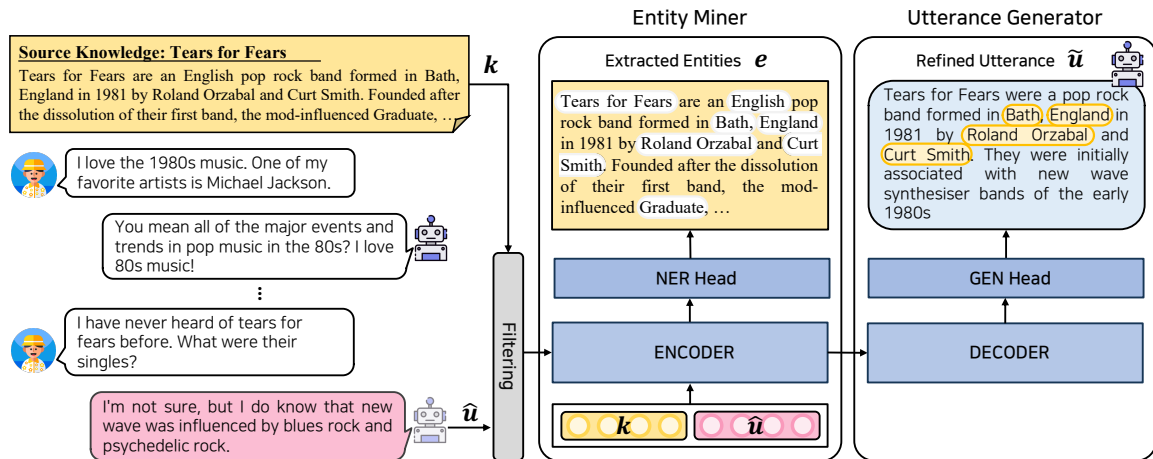 Entity Miner
Utterance Generator
Source Knowledge: Tears for Fears
Tears for Fears are an English pop rock band formed in Bath,
England in 1981 by Roland Orzabal and Curt Smith. Founded after
the dissolution of their first band, the mod-influenced Graduate, …
k
I love the 1980s music. One of my
favorite artists is Michael Jackson.
You mean all of the major events and
trends in pop music in the 80s? I love
80s music!
⋮
I have never heard of tears for
fears before. What were their
singles?
I'm not sure, but I do know that new
wave was influenced by blues rock and
psychedelic rock.
û
Filtering
Extracted Entities e
Tears for Fears are an English pop
rock band formed in Bath, England
in 1981 by Roland Orzabal and Curt
Smith. Founded after the dissolution
of their first band, the mod-
influenced Graduate, …
NER Head
ENCODER
k
û
Refined Utterance ũ
Tears for Fears were a pop rock
band formed in Bath, England in
1981 by Roland Orzabal and
Curt Smith. They were initially
associated with new wave
synthesiser bands of the early
1980s
GEN Head
DECODER